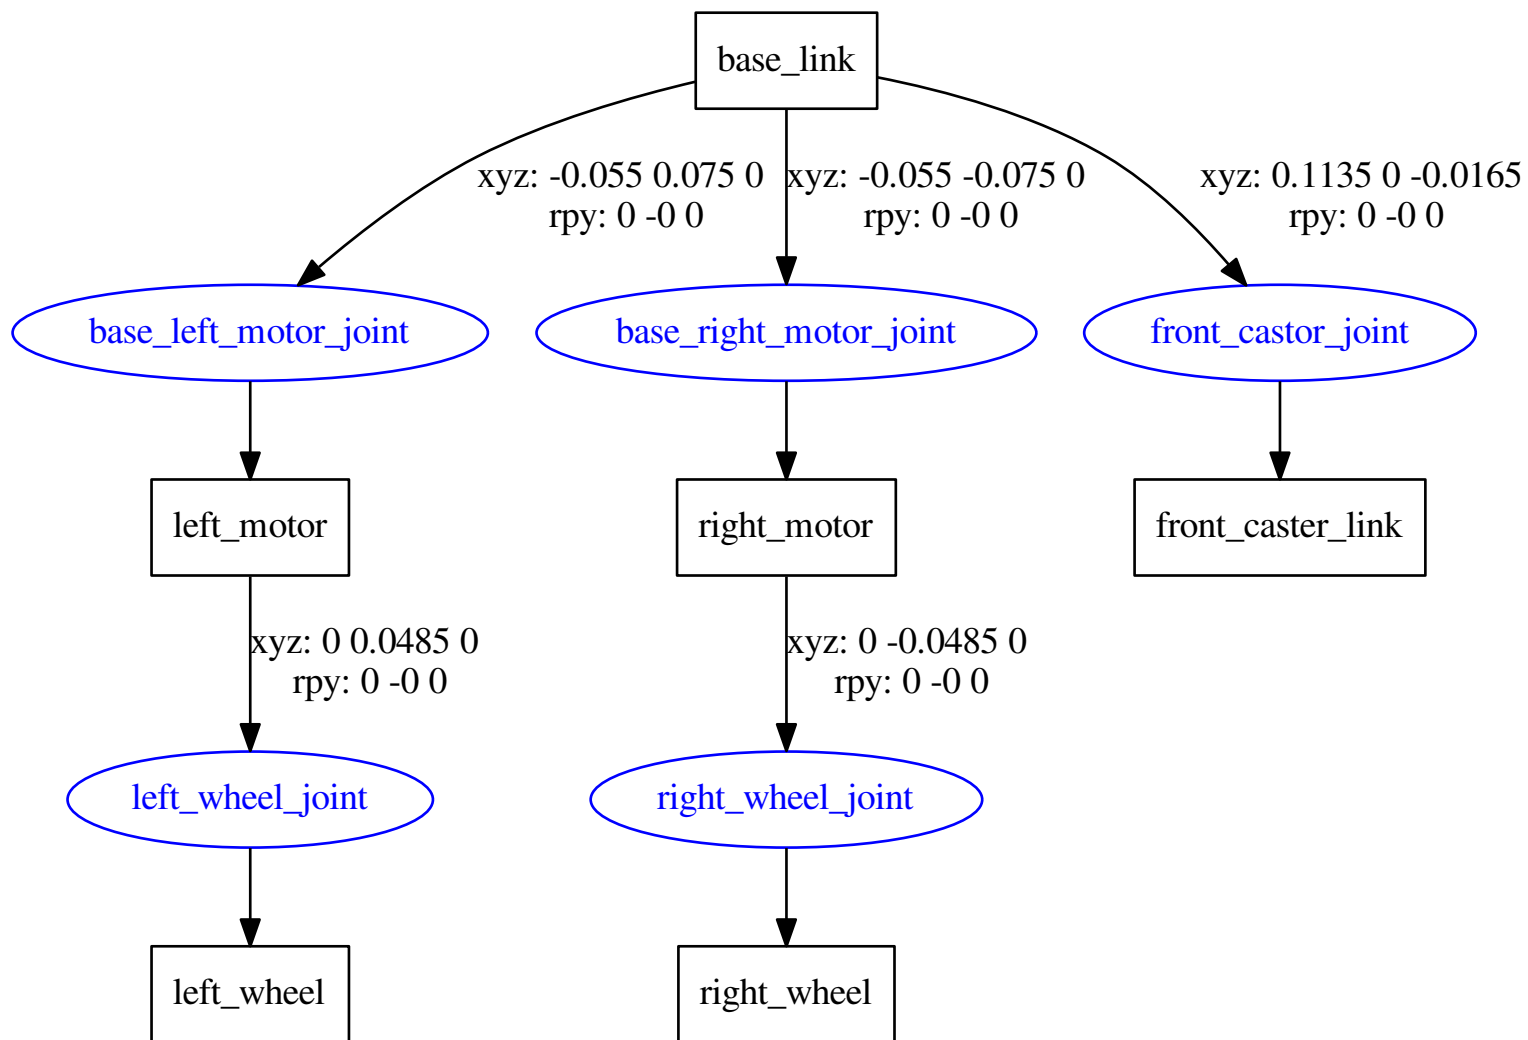 base_link
xyz: -0.055 0.075 0
rpy: 0 -0 0
xyz: -0.055 -0.075 0
rpy: 0 -0 0
xyz: 0.1135 0 -0.0165
rpy: 0 -0 0
base_left_motor_joint
base_right_motor_joint
front_castor_joint
left_motor
right_motor
front_caster_link
xyz: 0 0.0485 0
rpy: 0 -0 0
xyz: 0 -0.0485 0
rpy: 0 -0 0
left_wheel_joint
right_wheel_joint
left_wheel
right_wheel